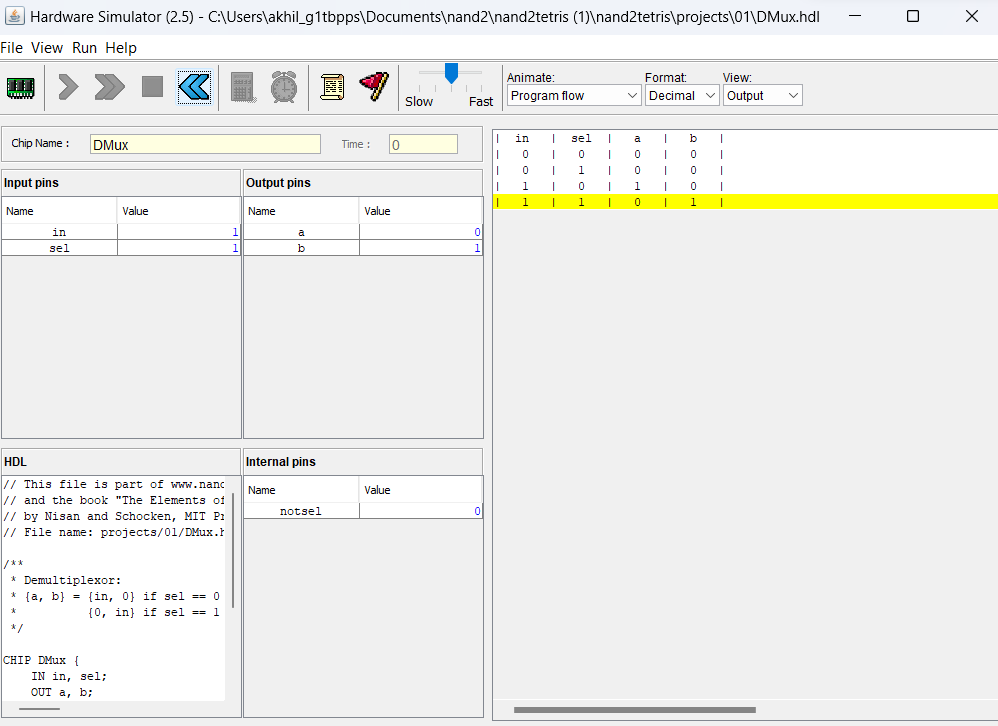 Hardware Simulator (2.5) - C:\Users\akhil_g1tbpps\Documents\nand2\nand2tetris (1)\nand2tetris\projects\01\DMux.hdl
File View Run Help
Slow Fast
Animate: Format: View:
Program flow Decimal Output
Chip Name : DMux Time : 0
Input pins
Name Value
in 1
sel 1
Output pins
Name Value
a 0
b 1
HDL
// This file is part of www.nand
// and the book "The Elements of
// by Nisan and Schocken, MIT Pr
// File name: projects/01/DMux.h
/**
* Demultiplexor:
* {a, b} = {in, 0} if sel == 0
* {0, in} if sel == 1
*/
CHIP DMux {
IN in, sel;
OUT a, b;
Internal pins
Name Value
notsel 0
| in | sel | a | b |
| 0 | 0 | 0 | 0 |
| 0 | 1 | 0 | 0 |
| 1 | 0 | 1 | 0 |
| 1 | 1 | 0 | 1 |